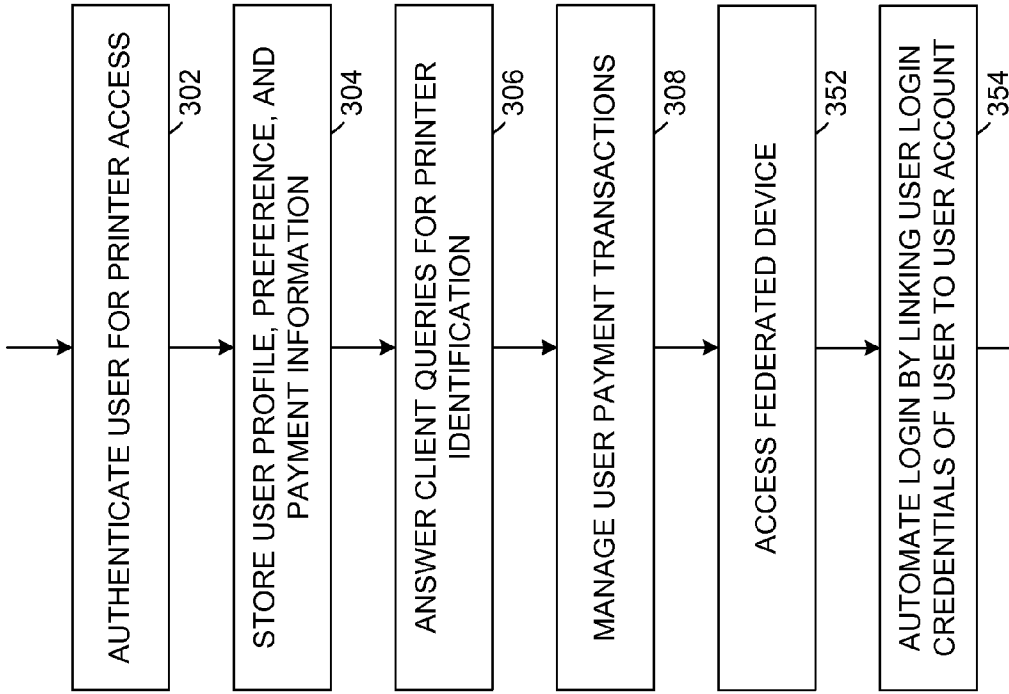 AUTHENTICATE USER FOR PRINTER ACCESS
302
STORE USER PROFILE, PREFERENCE, AND
PAYMENT INFORMATION
304
ANSWER CLIENT QUERIES FOR PRINTER
IDENTIFICATION
306
MANAGE USER PAYMENT TRANSACTIONS
308
ACCESS FEDERATED DEVICE
352
AUTOMATE LOGIN BY LINKING USER LOGIN
CREDENTIALS OF USER TO USER ACCOUNT
354